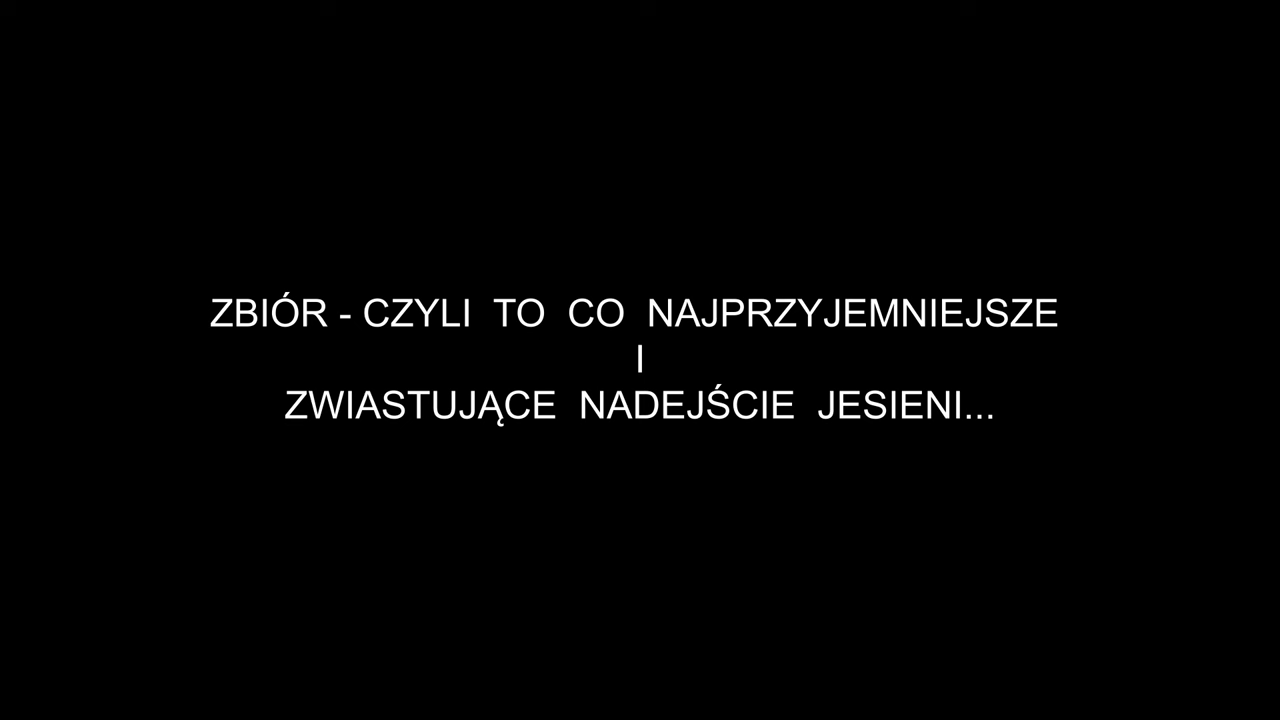 ZBIÓR - CZYLI TO CO NAJPRZYJEMNIEJSZE
I
ZWIASTUJĄCE NADEJŚCIE JESIENI...